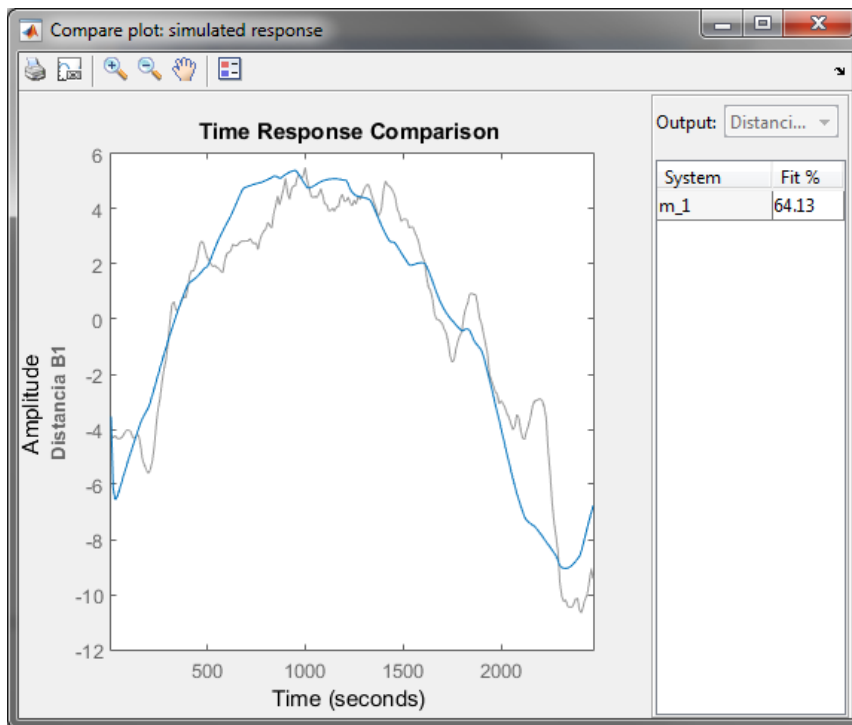 Compare plot: simulated response
Output: Distanci...
System Fit %
m_1 64.13
Time Response Comparison
Amplitude
Distancia B1
6
4
2
0
-2
-4
-6
-8
-10
-12
500 1000 1500 2000
Time (seconds)